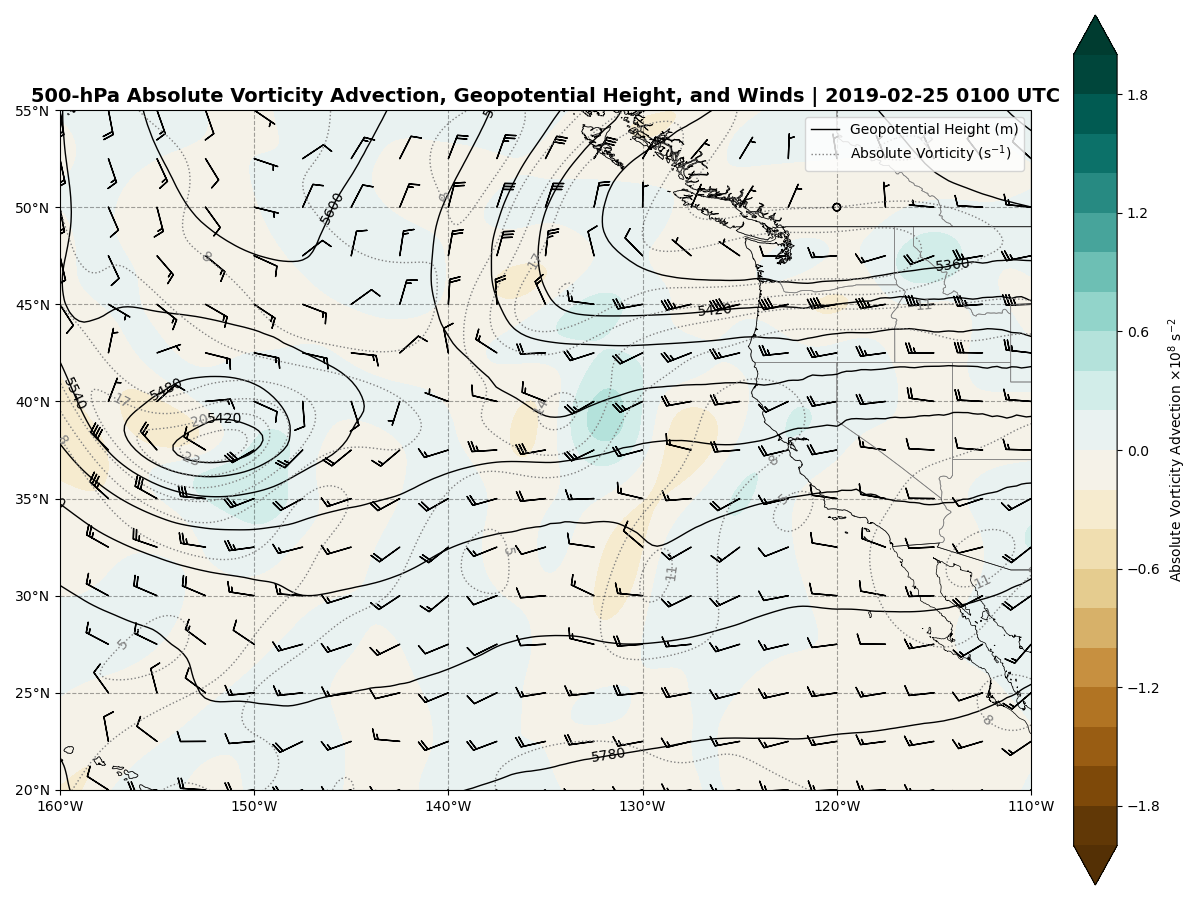 500-hPa Absolute Vorticity Advection, Geopotential Height, and Winds | 2019-02-25 0100 UTC
Geopotential Height (m)
Absolute Vorticity (s⁻¹)
55°N
50°N
45°N
40°N
35°N
30°N
25°N
20°N
160°W
150°W
140°W
130°W
120°W
110°W
5600
5360
5420
5480
5420
5540
5780
17
20
23
8
17
14
11
5
11
8
5
11
8
1.8
1.2
0.6
0.0
−0.6
−1.2
−1.8
Absolute Vorticity Advection ×10⁸ s⁻²